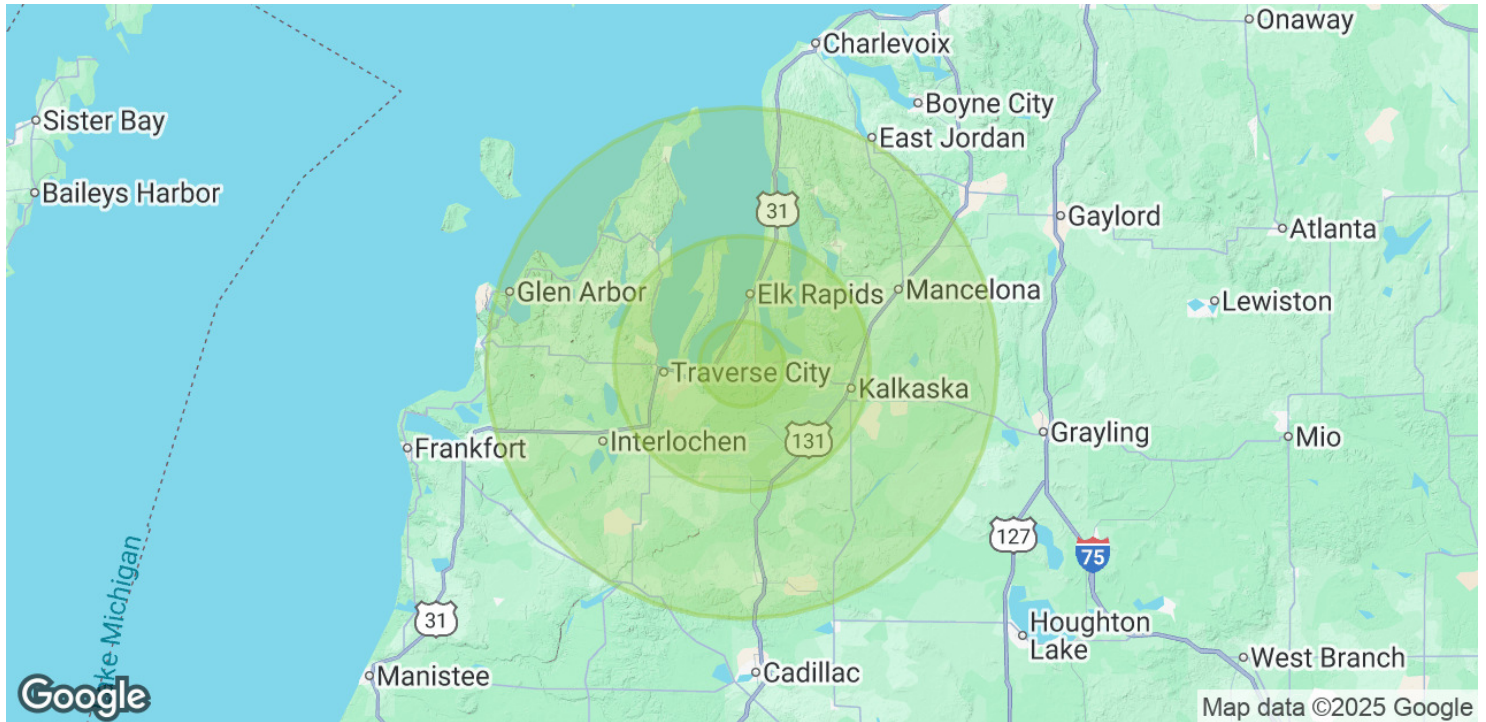 Onaway
Charlevoix
Boyne City
Sister Bay
East Jordan
Baileys Harbor
31
Gaylord
Atlanta
Glen Arbor
Elk Rapids
Mancelona
Lewiston
Traverse City
Kalkaska
Frankfort
Interlochen
131
Grayling
Mio
127
75
Lake Michigan
31
Houghton
Lake
West Branch
Manistee
Cadillac
Google
Map data ©2025 Google